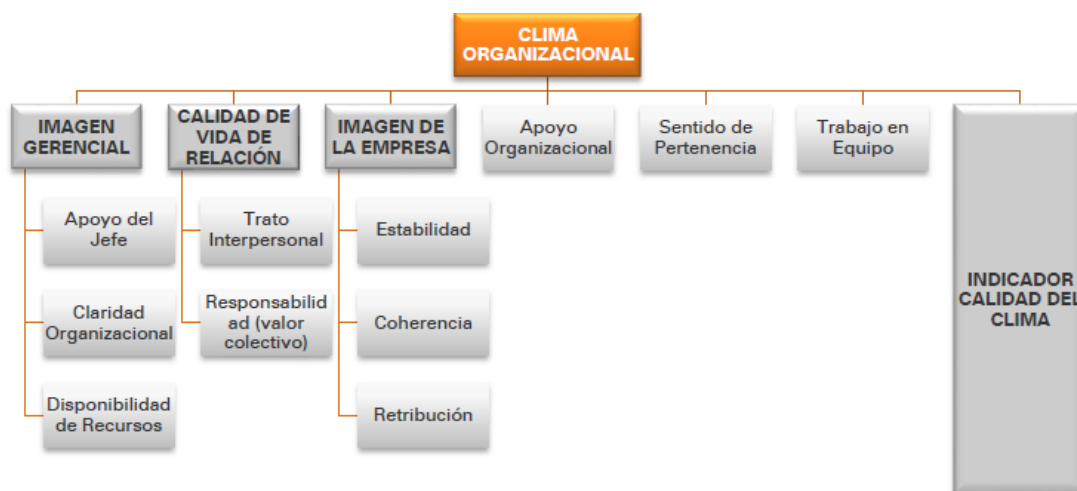 CLIMA
ORGANIZACIONAL
IMAGEN
GERENCIAL
CALIDAD DE
VIDA DE
RELACIÓN
IMAGEN DE
LA EMPRESA
Apoyo
Organizacional
Sentido de
Pertenencia
Trabajo en
Equipo
INDICADOR
CALIDAD DEL
CLIMA
Apoyo del
Jefe
Claridad
Organizacional
Disponibilidad
de Recursos
Trato
Interpersonal
Responsabilid
ad (valor
colectivo)
Estabilidad
Coherencia
Retribución